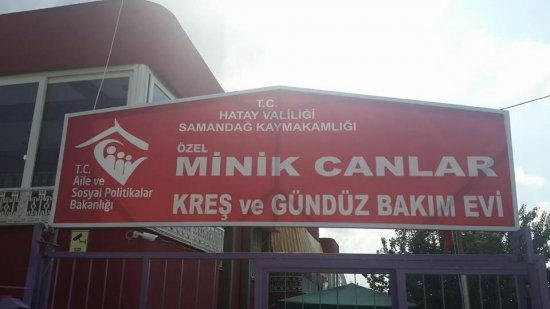 T.C.
HATAY VALİLİĞİ
SAMANDAĞ KAYMAKAMLIĞI
ÖZEL
MİNİK CANLAR
KREŞ ve GÜNDÜZ BAKIM EVİ
T.C.
Aile ve
Sosyal Politikalar
Bakanlığı